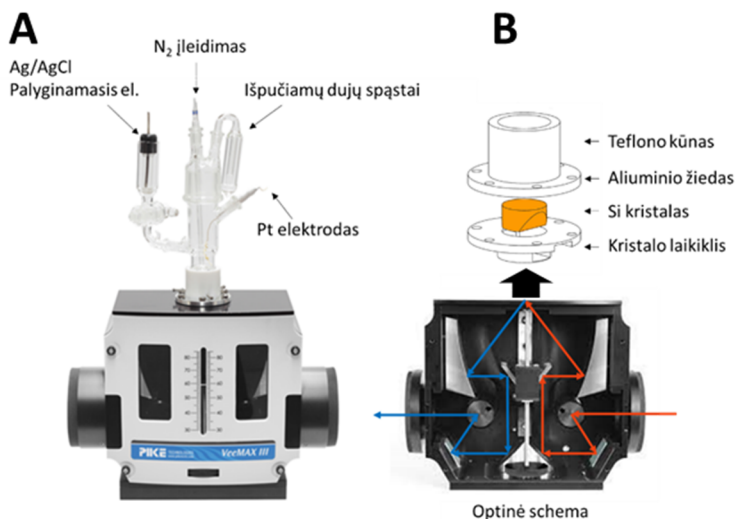 A
B
N2 įleidimas
Ag/AgCl
Palyginamasis el.
Išpučiamų dujų spąstai
Pt elektrodas
Teflono kūnas
Aliuminio žiedas
Si kristalas
Kristalo laikiklis
PIKE
VeeMAX III
Optinė schema